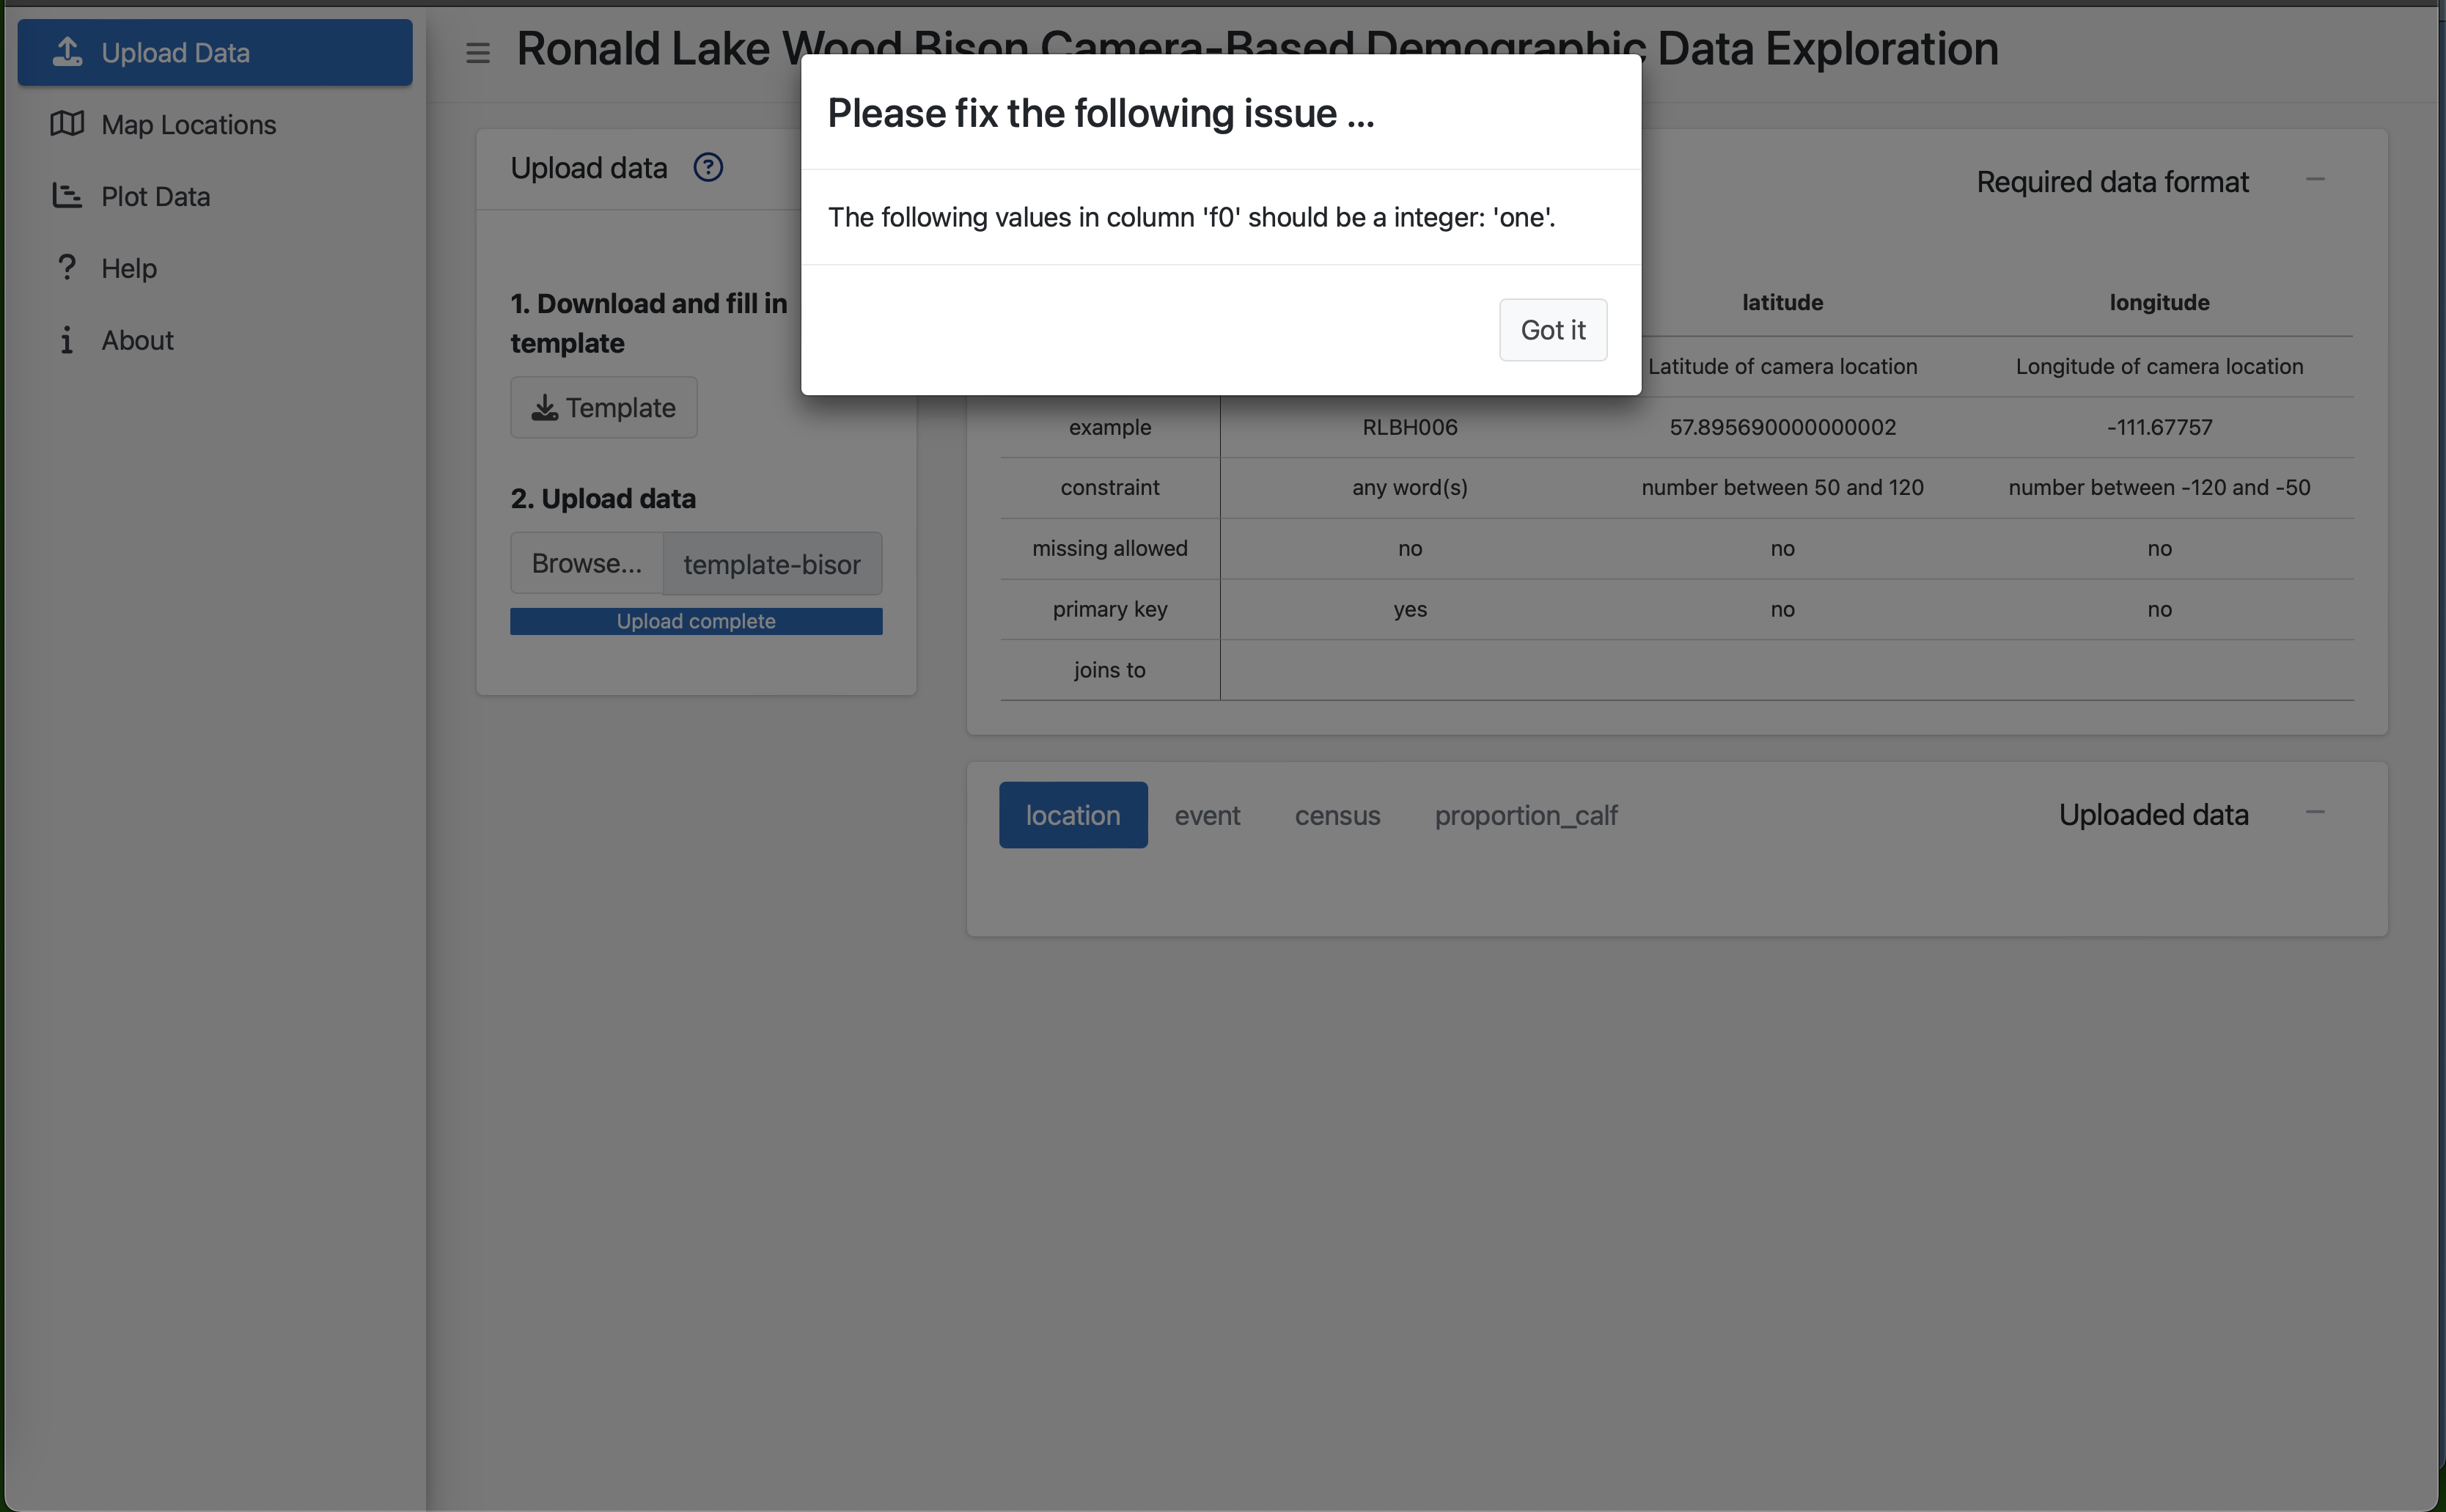 Upload Data
Map Locations
Plot Data
Help
About
Ronald Lake Wood Bison Camera-Based Demographic Data Exploration
Please fix the following issue ...
The following values in column 'f0' should be a integer: 'one'.
Got it
Upload data
1. Download and fill in
template
Template
2. Upload data
Browse...
template-bisor
Upload complete
Required data format
latitude longitude
Latitude of camera location Longitude of camera location
example RLBH006 57.895690000000002 -111.67757
constraint any word(s) number between 50 and 120 number between -120 and -50
missing allowed no no no
primary key yes no no
joins to
location event census proportion_calf Uploaded data